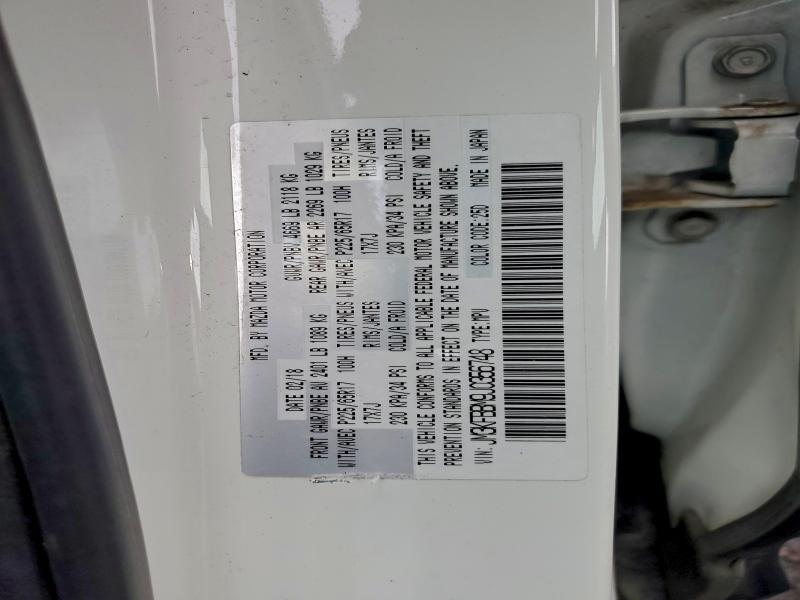 MFD. BY MAZDA MOTOR CORPORATION
DATE 02/18 GVWR/PNBV 4669 LB 2118 KG
FRONT GAWR/PNBE AV 2401 LB 1089 KG REAR GAWR/PNBE AR 2269 LB 1029 KG
WITH/AVEC P225/65R17 100H TIRES/PNEUS WITH/AVEC P225/65R17 100H TIRES/PNEUS
17X7J RIMS/JANTES 17X7J RIMS/JANTES
230 KPA/34 PSI COLD/A FROID 230 KPA/34 PSI COLD/A FROID
THIS VEHICLE CONFORMS TO ALL APPLICABLE FEDERAL MOTOR VEHICLE SAFETY AND THEFT
PREVENTION STANDARDS IN EFFECT ON THE DATE OF MANUFACTURE SHOWN ABOVE.
COLOR CODE:25D MADE IN JAPAN
VIN: JM3KFBBM9J0356748 TYPE:MPV